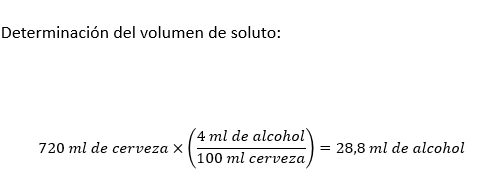 Determinación del volumen de soluto:
720 ml de cerveza × (4 ml de alcohol / 100 ml cerveza) = 28,8 ml de alcohol